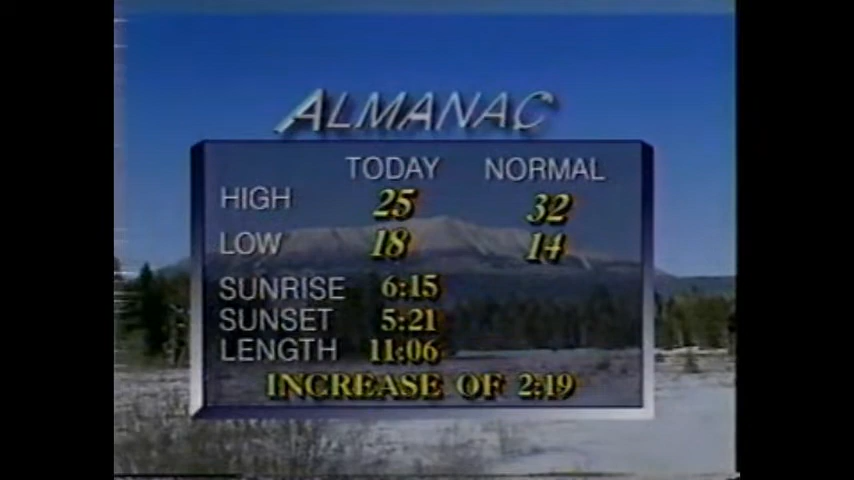 ALMANAC
TODAY NORMAL
HIGH 25 32
LOW 18 14
SUNRISE 6:15
SUNSET 5:21
LENGTH 11:06
INCREASE OF 2:19